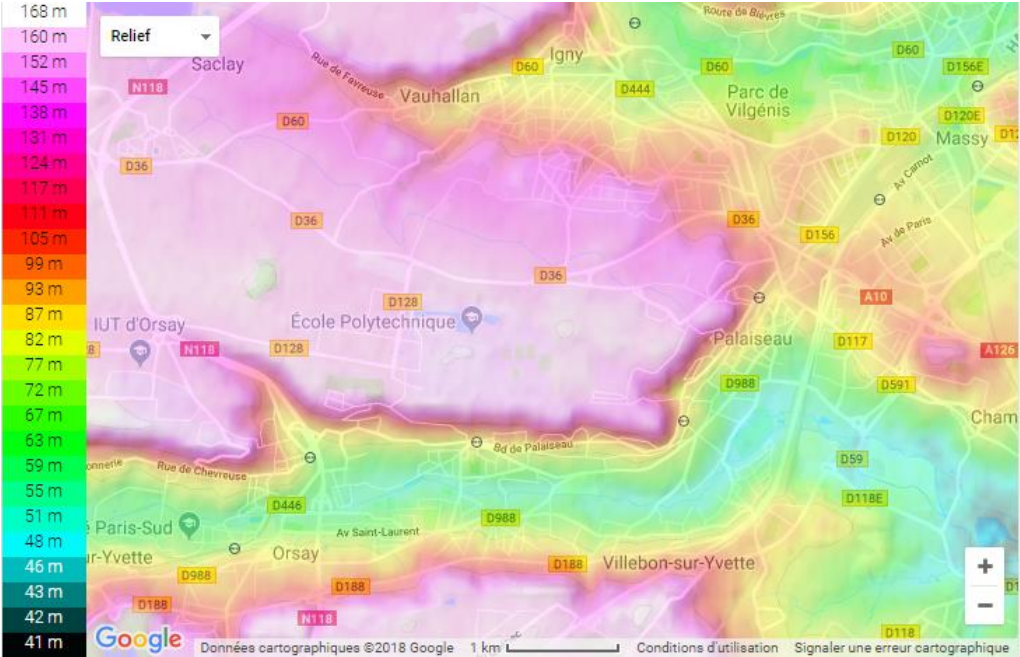 168 m
160 m
152 m
145 m
138 m
131 m
124 m
117 m
111 m
105 m
99 m
93 m
87 m
82 m
77 m
72 m
67 m
63 m
59 m
55 m
51 m
48 m
46 m
43 m
42 m
41 m
Relief
Route de Bièvres
Saclay
Igny
D60
D60
D60
D156E
Rue de Favreuse
N118
Vauhallan
D444
Parc de
Vilgénis
D60
D120E
D120
Massy
D36
Av Carnot
D36
D36
D156
Av de Paris
D36
A10
D128
IUT d'Orsay
École Polytechnique
N118
D128
Palaiseau
D117
A126
D988
D591
Cham
Bd de Palaiseau
D59
onnerie
Rue de Chevreuse
D446
D118E
D988
Paris-Sud
Av Saint-Laurent
ur-Yvette
Orsay
D188
Villebon-sur-Yvette
D988
D188
D188
N118
D118
+
−
Google
Données cartographiques ©2018 Google
1 km
Conditions d'utilisation
Signaler une erreur cartographique